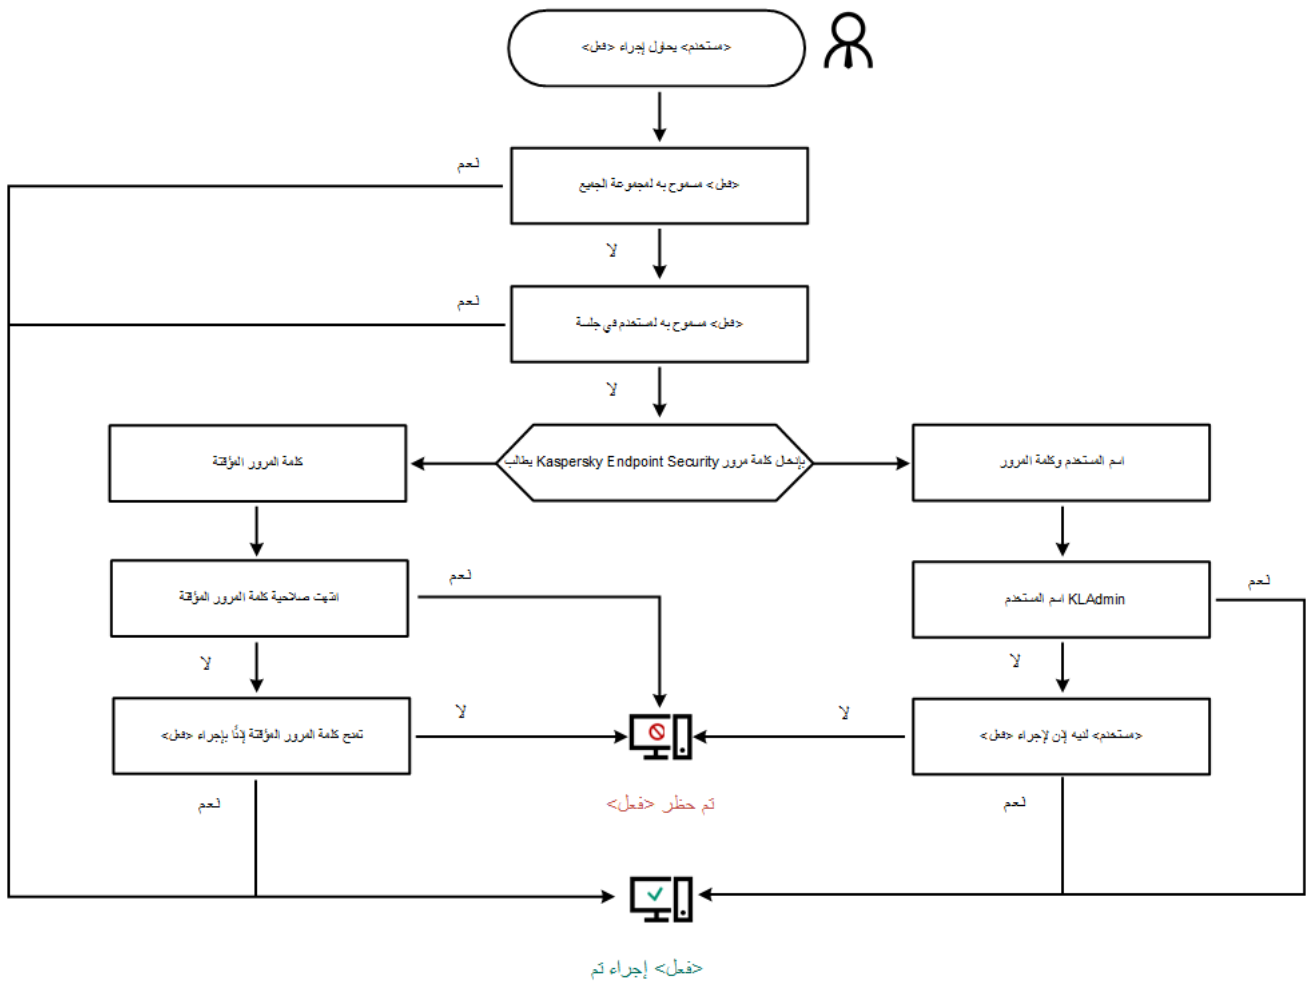 <مستخدم> يحاول إجراء <فعل>
نعم
<فعل> مسموح به لمجموعة الجميع
لا
نعم
<فعل> مسموح به لمستخدم في جلسة
لا
اسم المستخدم وكلمة المرور
يطالب Kaspersky Endpoint Security بإدخال كلمة مرور
كلمة المرور المؤقتة
نعم
اسم المستخدم KLAdmin
نعم
انتهت صلاحية كلمة المرور المؤقتة
لا
لا
<مستخدم> لديه إذن لإجراء <فعل>
لا
لا
تمنح كلمة المرور المؤقتة إذنًا بإجراء <فعل>
نعم
تم حظر <فعل>
نعم
<فعل> إجراء تم